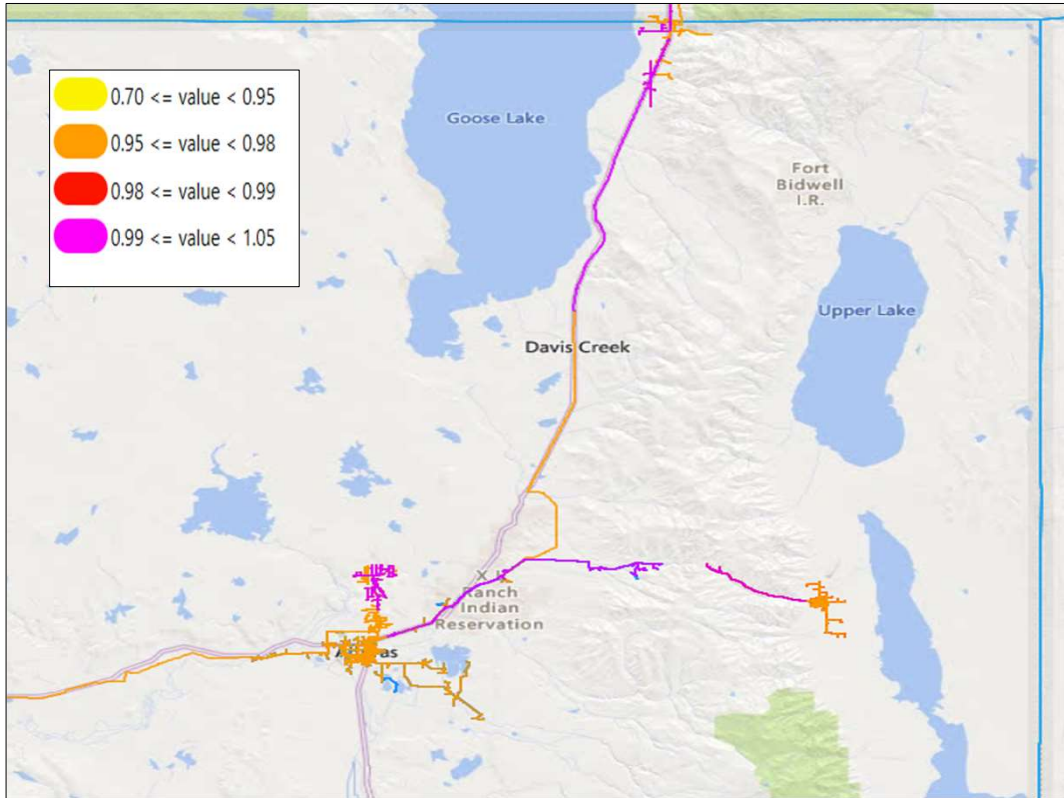 0.70 <= value < 0.95
0.95 <= value < 0.98
0.98 <= value < 0.99
0.99 <= value < 1.05
Goose Lake
Fort
Bidwell
I.R.
Upper Lake
Davis Creek
Ranch
Indian
Reservation